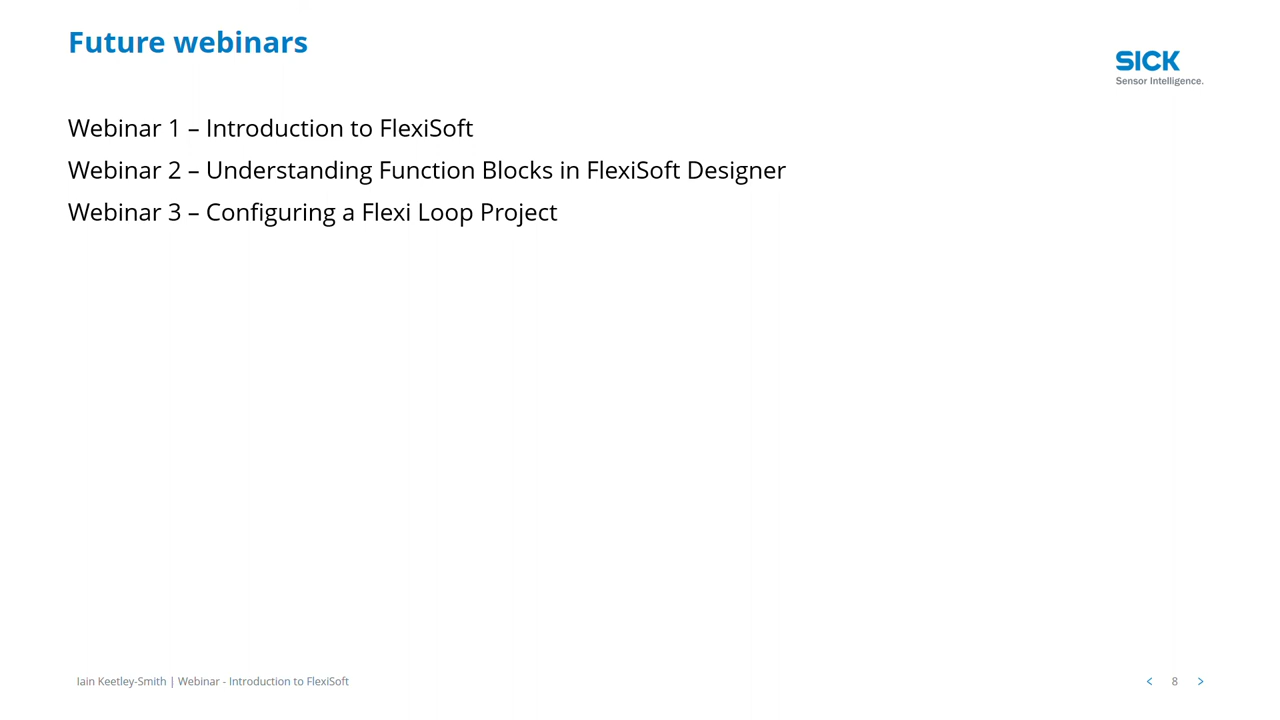 Future webinars
SICK
Sensor Intelligence.
Webinar 1 – Introduction to FlexiSoft
Webinar 2 – Understanding Function Blocks in FlexiSoft Designer
Webinar 3 – Configuring a Flexi Loop Project
Iain Keetley-Smith | Webinar - Introduction to FlexiSoft
< 8 >